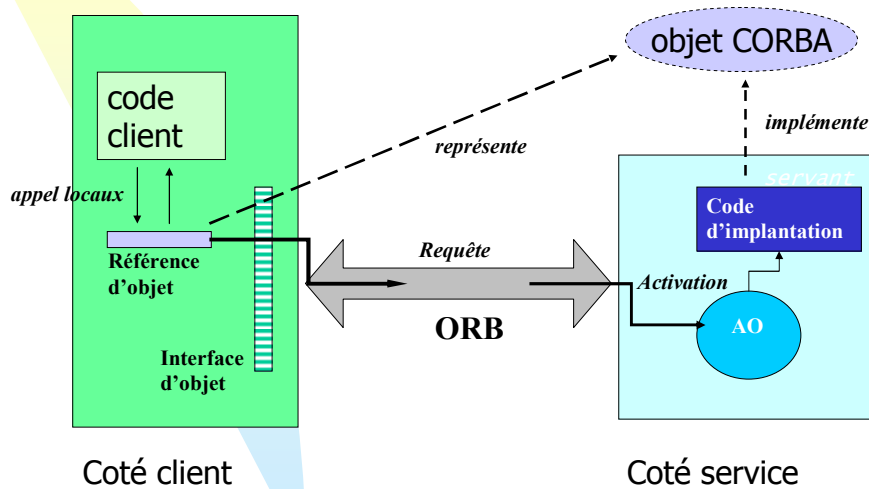 objet CORBA
code
client
représente
implémente
servant
appel locaux
Code
d'implantation
Référence
d'objet
Requête
Activation
ORB
AO
Interface
d'objet
Coté client
Coté service